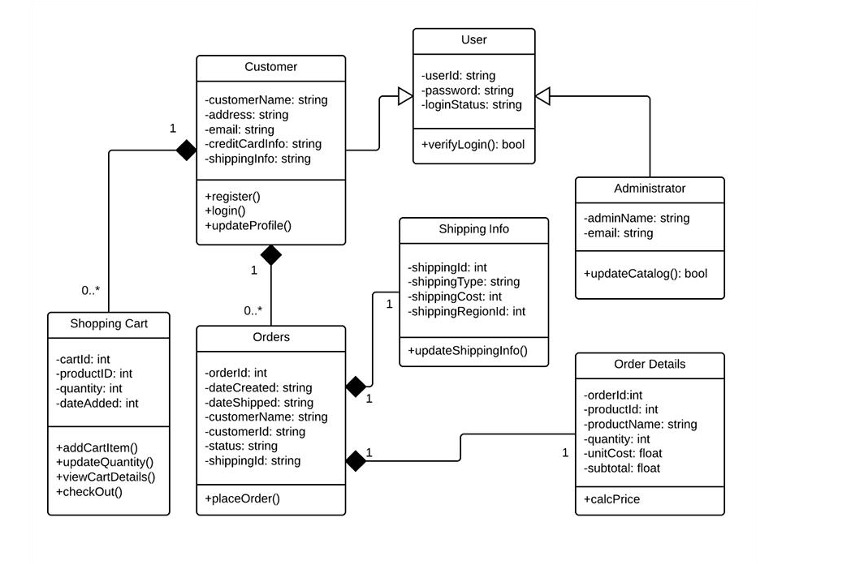 User
-userId: string
-password: string
-loginStatus: string
+verifyLogin(): bool
Customer
-customerName: string
-address: string
-email: string
-creditCardInfo: string
-shippingInfo: string
+register()
+login()
+updateProfile()
1
0..*
1
0..*
Administrator
-adminName: string
-email: string
+updateCatalog(): bool
Shipping Info
-shippingId: int
-shippingType: string
-shippingCost: int
-shippingRegionId: int
+updateShippingInfo()
1
1
Shopping Cart
-cartId: int
-productID: int
-quantity: int
-dateAdded: int
+addCartItem()
+updateQuantity()
+viewCartDetails()
+checkOut()
Orders
-orderId: int
-dateCreated: string
-dateShipped: string
-customerName: string
-customerId: string
-status: string
-shippingId: string
+placeOrder()
1
1
Order Details
-orderId:int
-productId: int
-productName: string
-quantity: int
-unitCost: float
-subtotal: float
+calcPrice